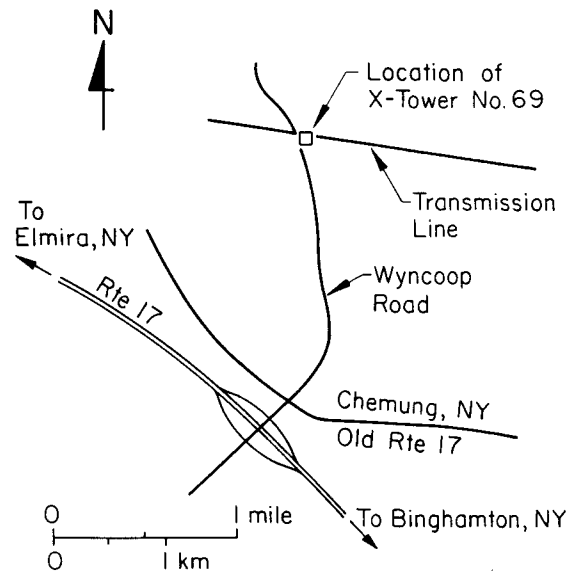 N
Location of
X-Tower No. 69
Transmission
Line
To
Elmira, NY
Rte 17
Wyncoop
Road
Chemung, NY
Old Rte 17
To Binghamton, NY
0 1 mile
0 1 km